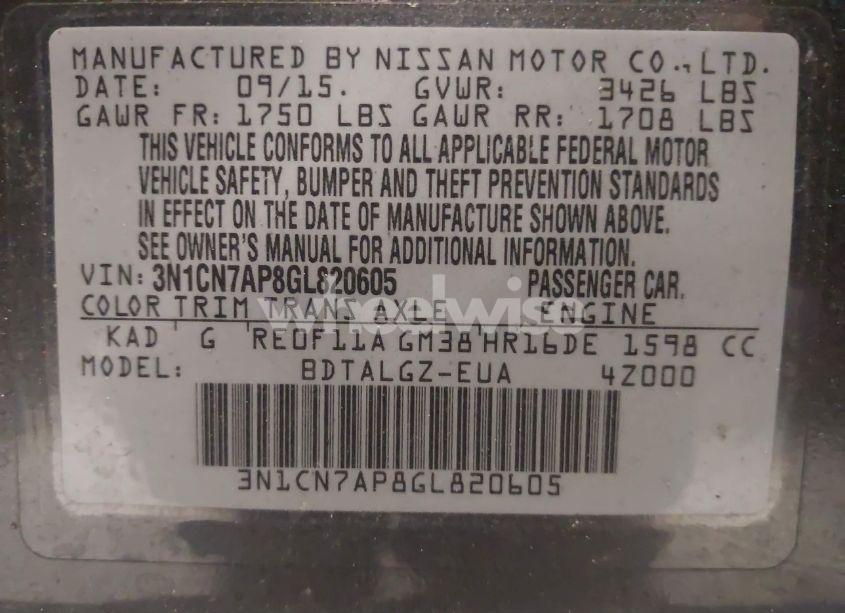 MANUFACTURED BY NISSAN MOTOR CO., LTD.
DATE: 09/15. GVWR: 3426 LBS
GAWR FR: 1750 LBS GAWR RR: 1708 LBS
THIS VEHICLE CONFORMS TO ALL APPLICABLE FEDERAL MOTOR
VEHICLE SAFETY, BUMPER AND THEFT PREVENTION STANDARDS
IN EFFECT ON THE DATE OF MANUFACTURE SHOWN ABOVE.
SEE OWNER'S MANUAL FOR ADDITIONAL INFORMATION.
VIN: 3N1CN7AP8GL820605 PASSENGER CAR.
COLOR TRIM TRANS AXLE ENGINE
KAD G RE0F11A GM38 HR16DE 1598 CC
MODEL: BDTALGZ-EUA 4Z000
3N1CN7AP8GL820605
wheelwise